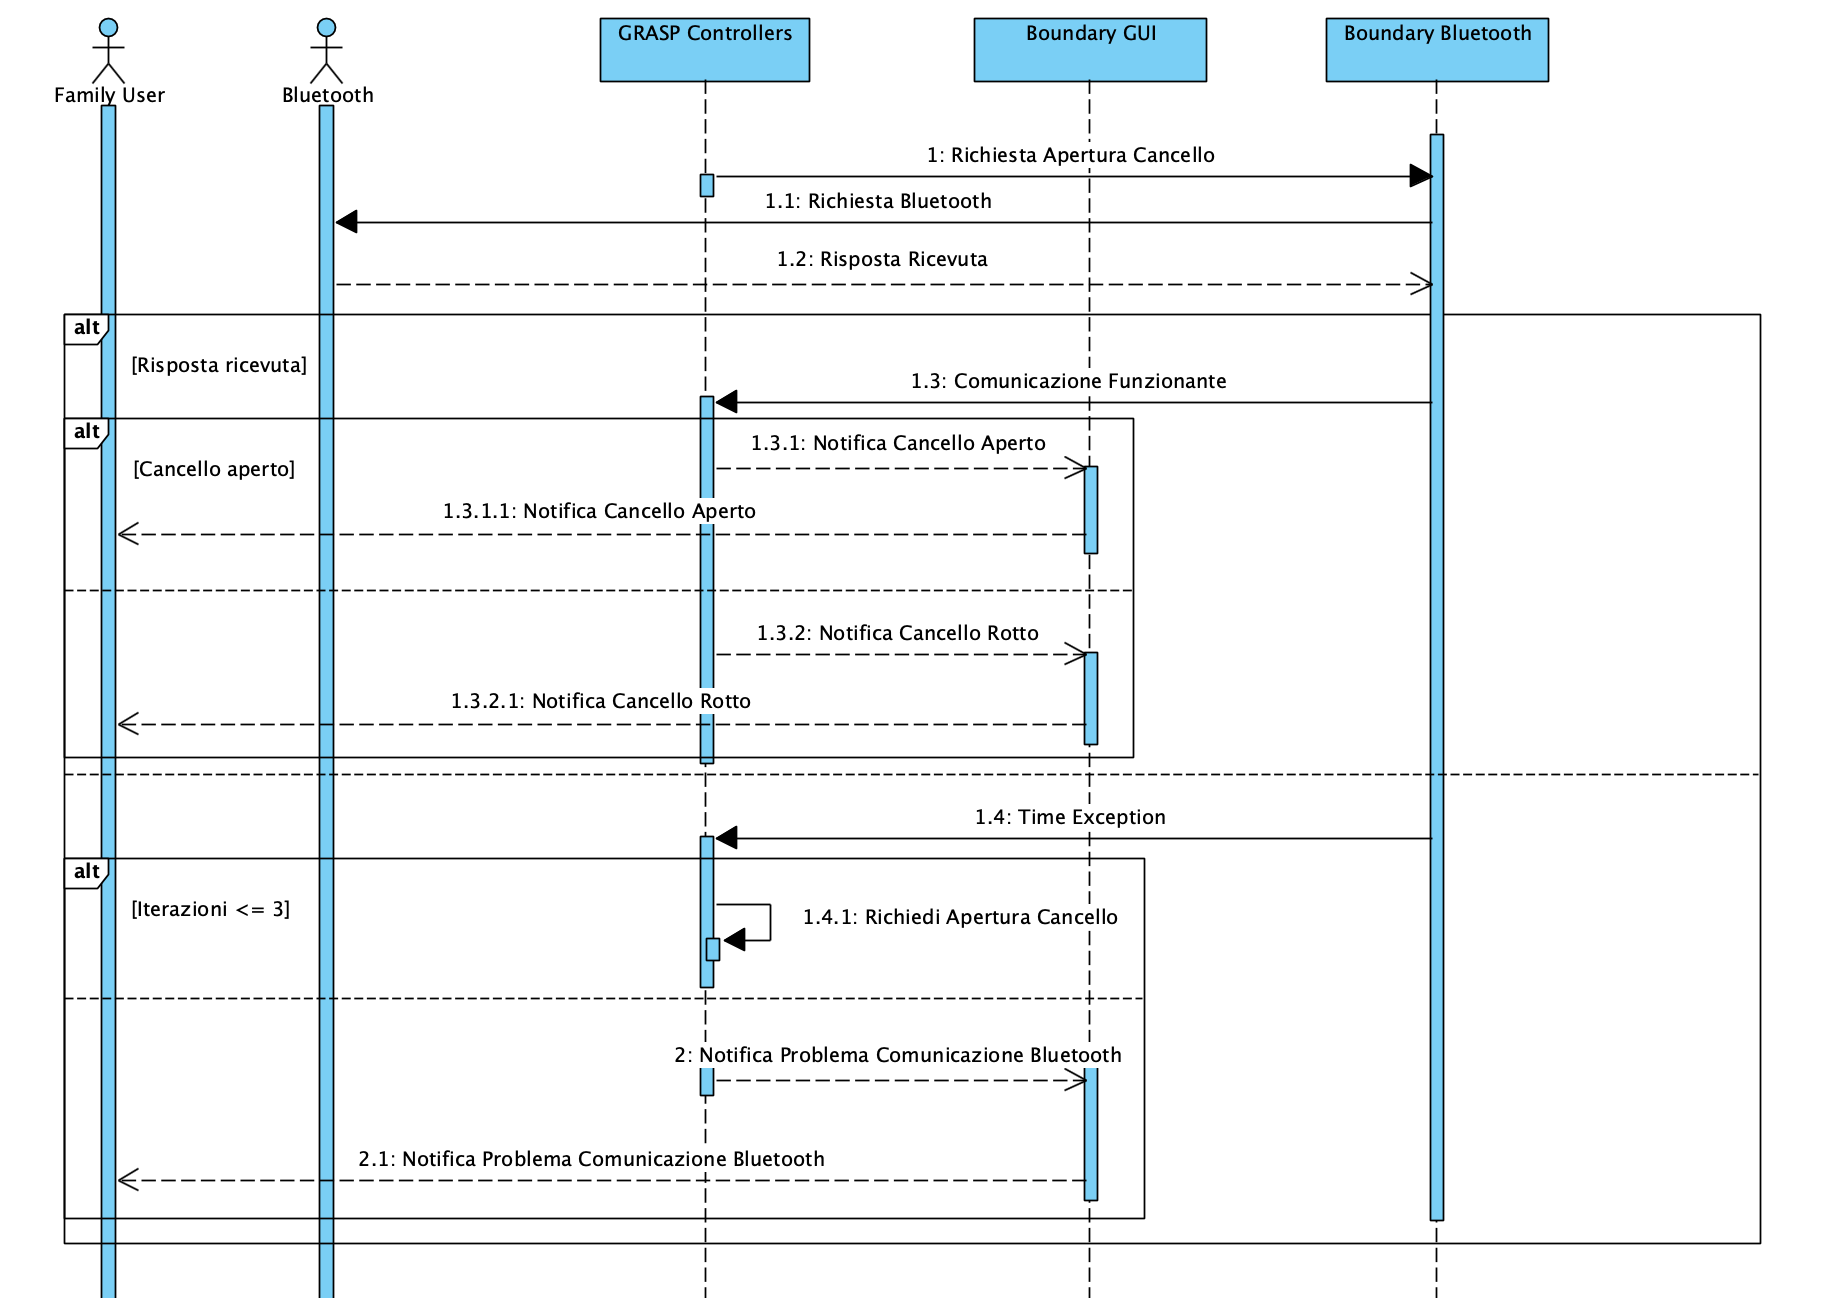 Family User
Bluetooth
GRASP Controllers
Boundary GUI
Boundary Bluetooth
1: Richiesta Apertura Cancello
1.1: Richiesta Bluetooth
1.2: Risposta Ricevuta
alt
[Risposta ricevuta]
1.3: Comunicazione Funzionante
alt
1.3.1: Notifica Cancello Aperto
[Cancello aperto]
1.3.1.1: Notifica Cancello Aperto
1.3.2: Notifica Cancello Rotto
1.3.2.1: Notifica Cancello Rotto
1.4: Time Exception
alt
[Iterazioni <= 3]
1.4.1: Richiedi Apertura Cancello
2: Notifica Problema Comunicazione Bluetooth
2.1: Notifica Problema Comunicazione Bluetooth